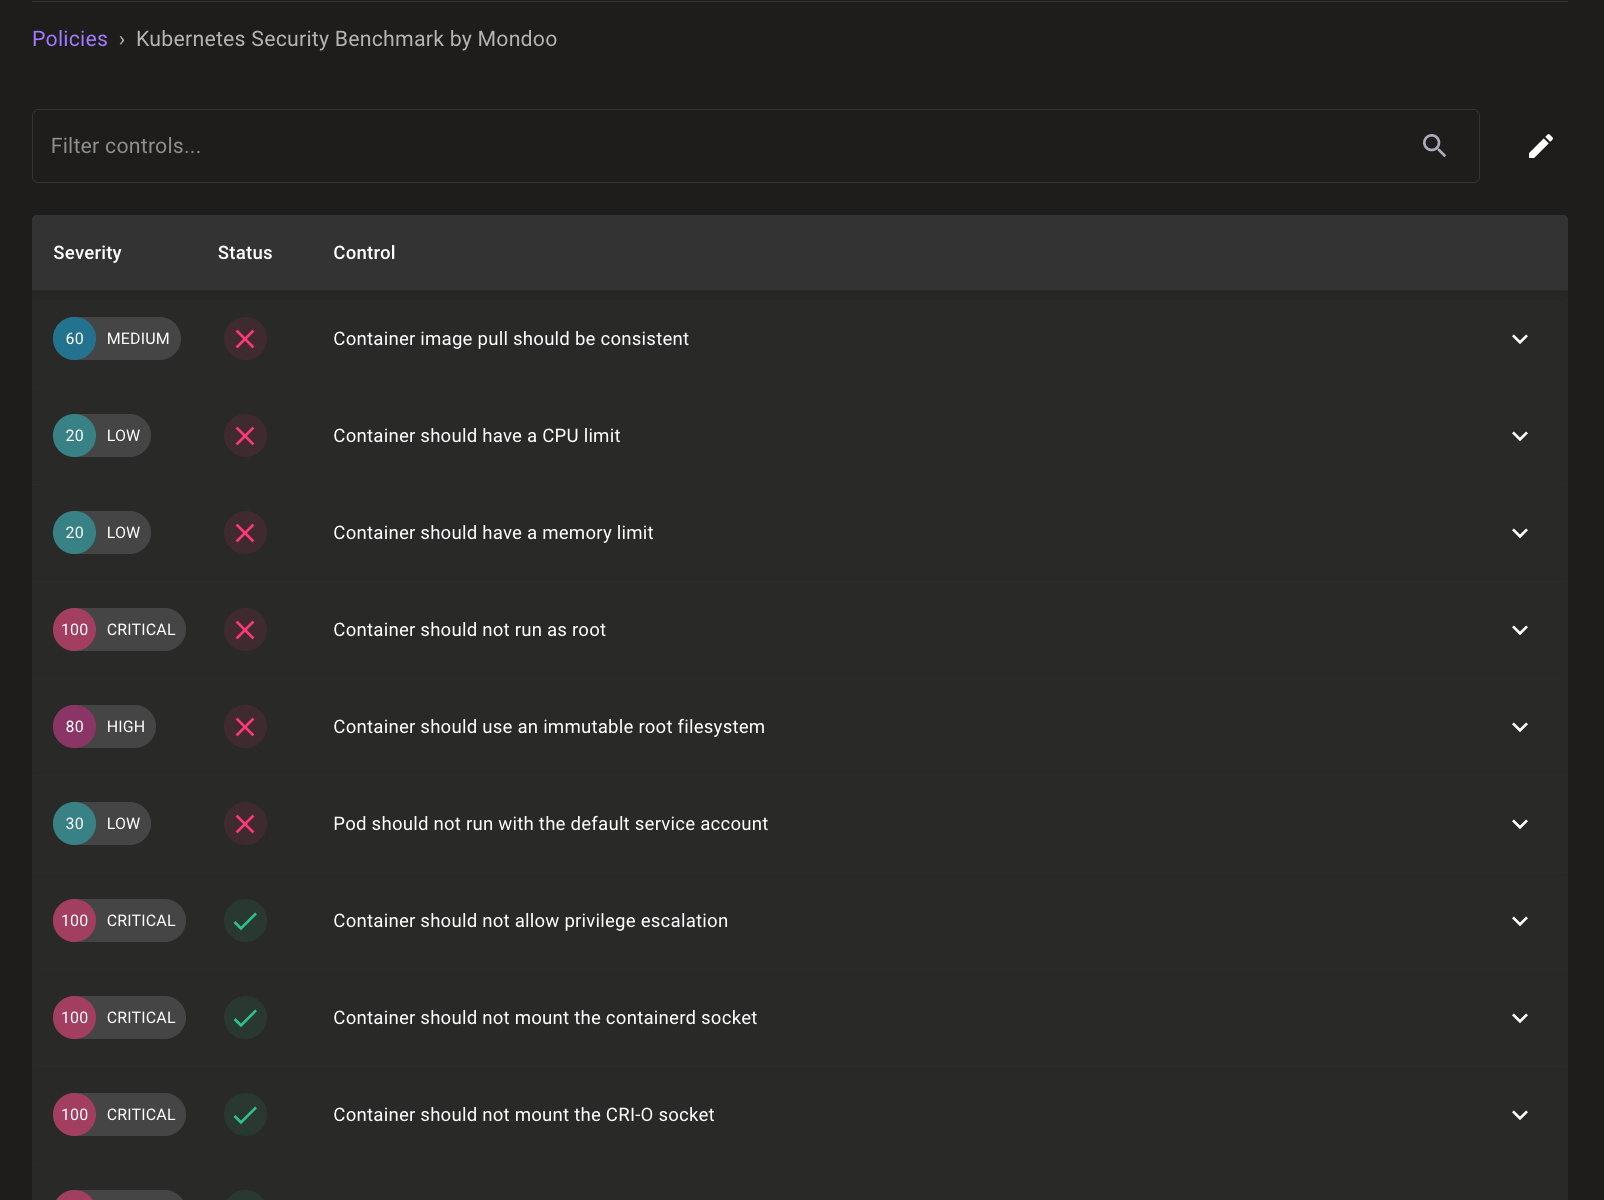 Policies › Kubernetes Security Benchmark by Mondoo
Filter controls...
Severity Status Control
60 MEDIUM Container image pull should be consistent
20 LOW Container should have a CPU limit
20 LOW Container should have a memory limit
100 CRITICAL Container should not run as root
80 HIGH Container should use an immutable root filesystem
30 LOW Pod should not run with the default service account
100 CRITICAL Container should not allow privilege escalation
100 CRITICAL Container should not mount the containerd socket
100 CRITICAL Container should not mount the CRI-O socket